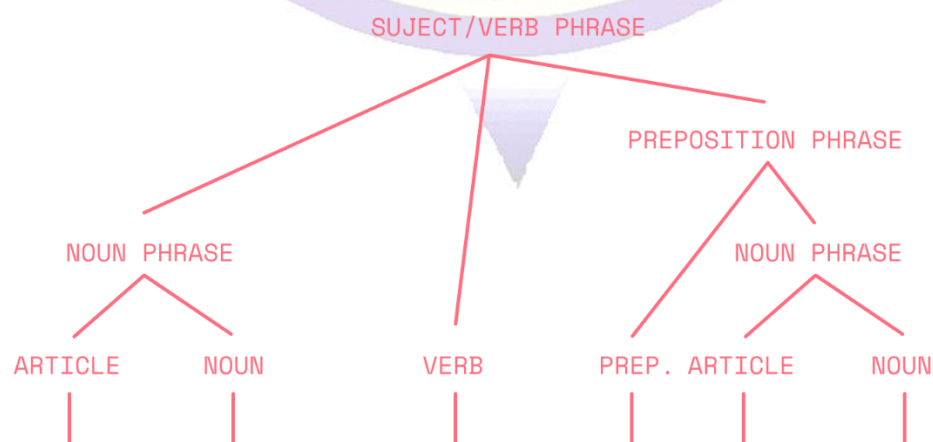 SUJECT/VERB PHRASE
PREPOSITION PHRASE
NOUN PHRASE
NOUN PHRASE
ARTICLE
NOUN
VERB
PREP.
ARTICLE
NOUN